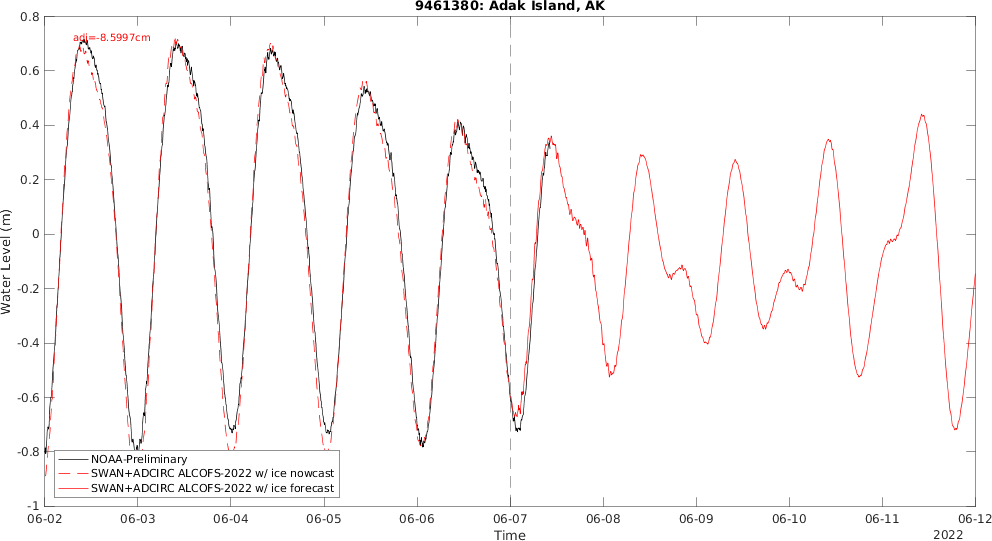 9461380: Adak Island, AK
adj=-8.5997cm
0.8
0.6
0.4
0.2
0
-0.2
-0.4
-0.6
-0.8
-1
Water Level (m)
NOAA-Preliminary
SWAN+ADCIRC ALCOFS-2022 w/ ice nowcast
SWAN+ADCIRC ALCOFS-2022 w/ ice forecast
06-02 06-03 06-04 06-05 06-06 06-07 06-08 06-09 06-10 06-11 06-12
Time
2022